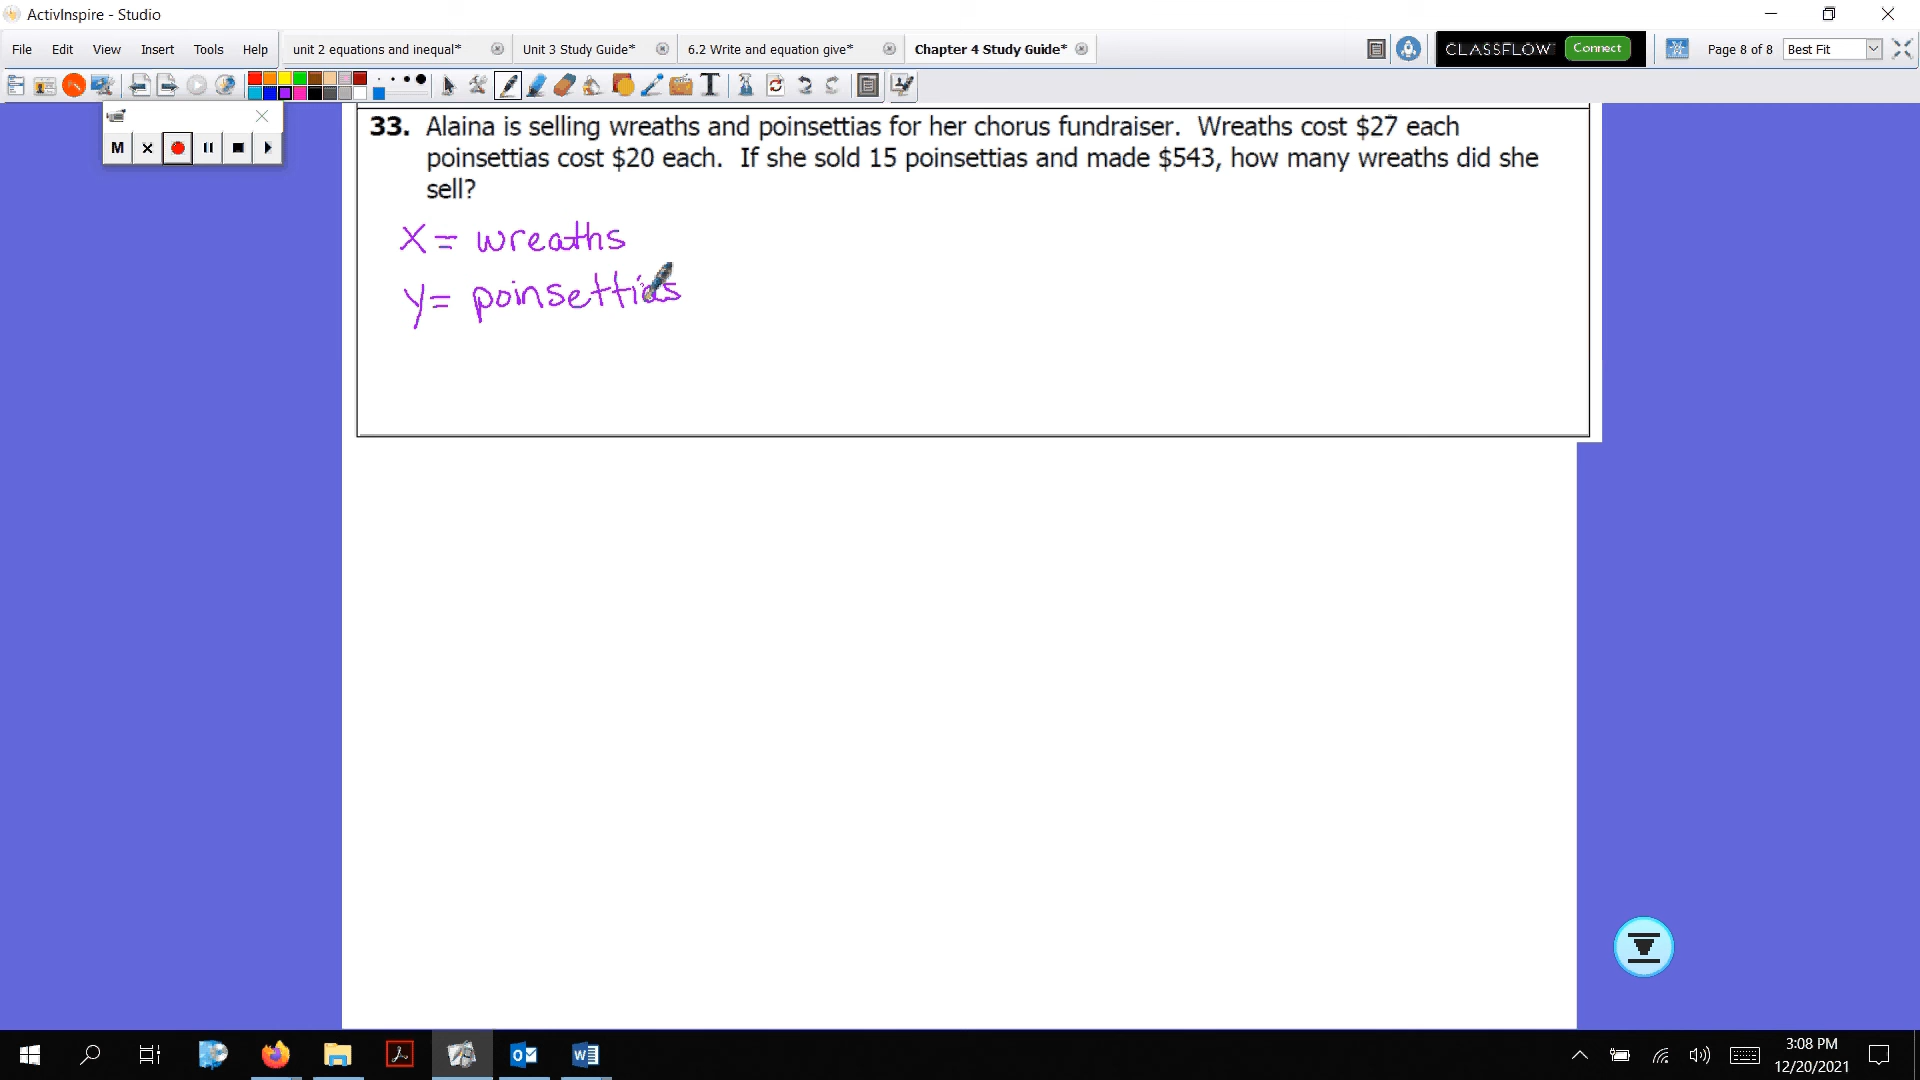 ActivInspire - Studio
File Edit View Insert Tools Help unit 2 equations and inequal* Unit 3 Study Guide* 6.2 Write and equation give* Chapter 4 Study Guide* CLASSFLOW Connect Page 8 of 8 Best Fit
T
M x
33. Alaina is selling wreaths and poinsettias for her chorus fundraiser. Wreaths cost $27 each
poinsettias cost $20 each. If she sold 15 poinsettias and made $543, how many wreaths did she
sell?
x = wreaths
y = poinsettias
3:08 PM
12/20/2021